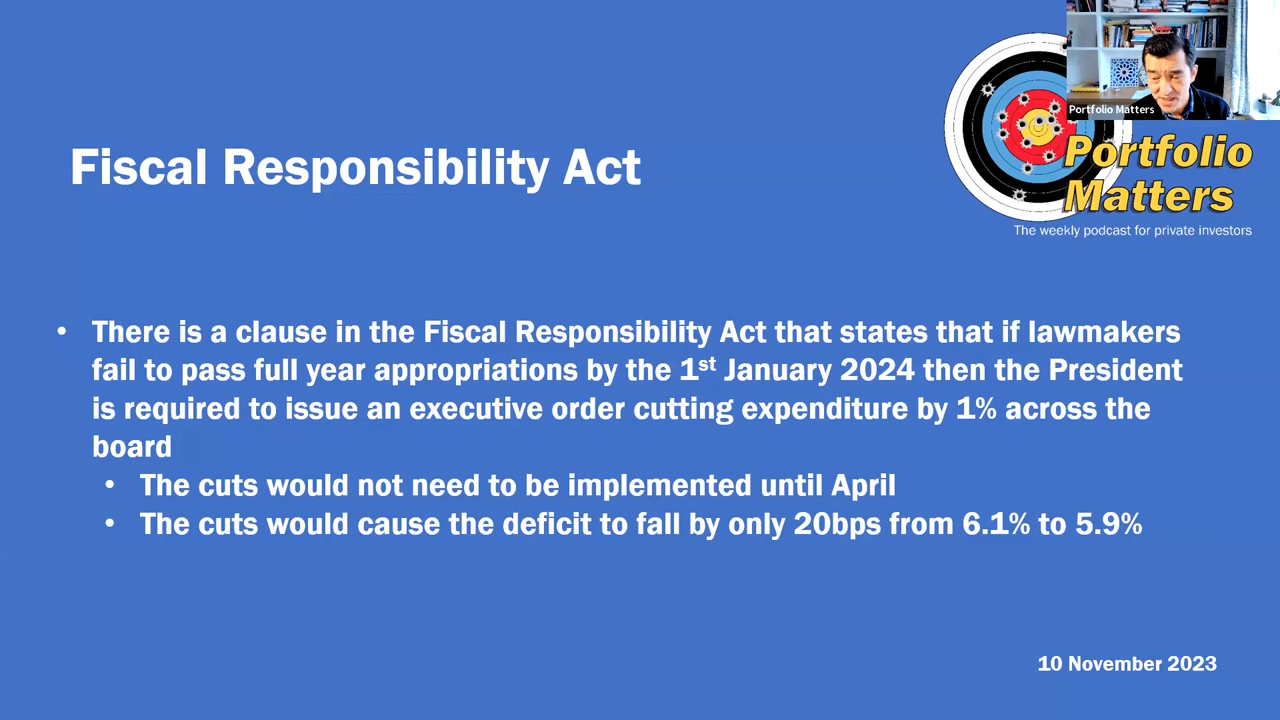 Portfolio Matters
Fiscal Responsibility Act
Portfolio
Matters
The weekly podcast for private investors
• There is a clause in the Fiscal Responsibility Act that states that if lawmakers
fail to pass full year appropriations by the 1st January 2024 then the President
is required to issue an executive order cutting expenditure by 1% across the
board
• The cuts would not need to be implemented until April
• The cuts would cause the deficit to fall by only 20bps from 6.1% to 5.9%
10 November 2023